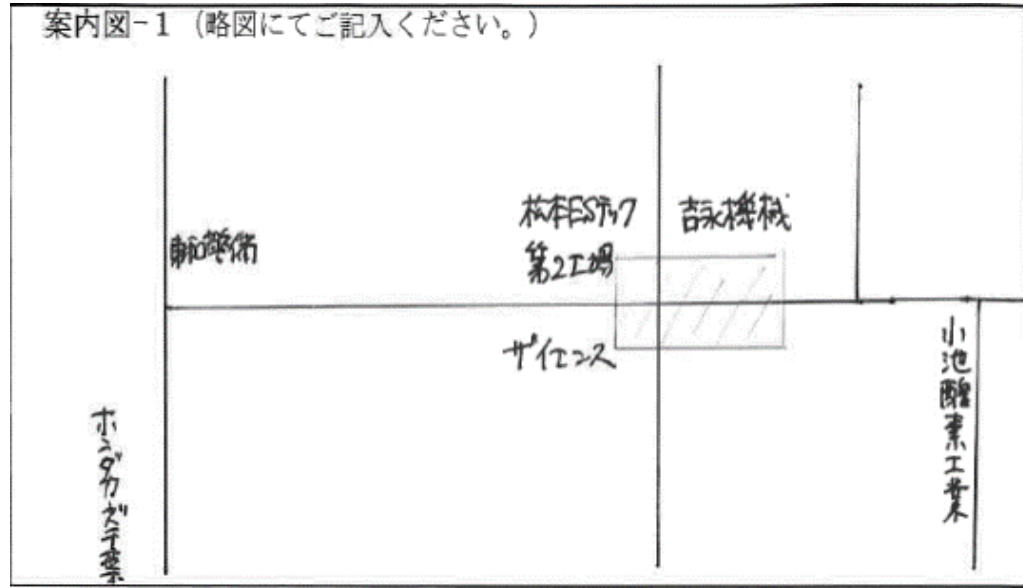 案内図-1 (略図にてご記入ください。)
松本ESテック
吉永機械
第2工場
ザイエンス
小池酸素工業
ホンダカーズ千葉